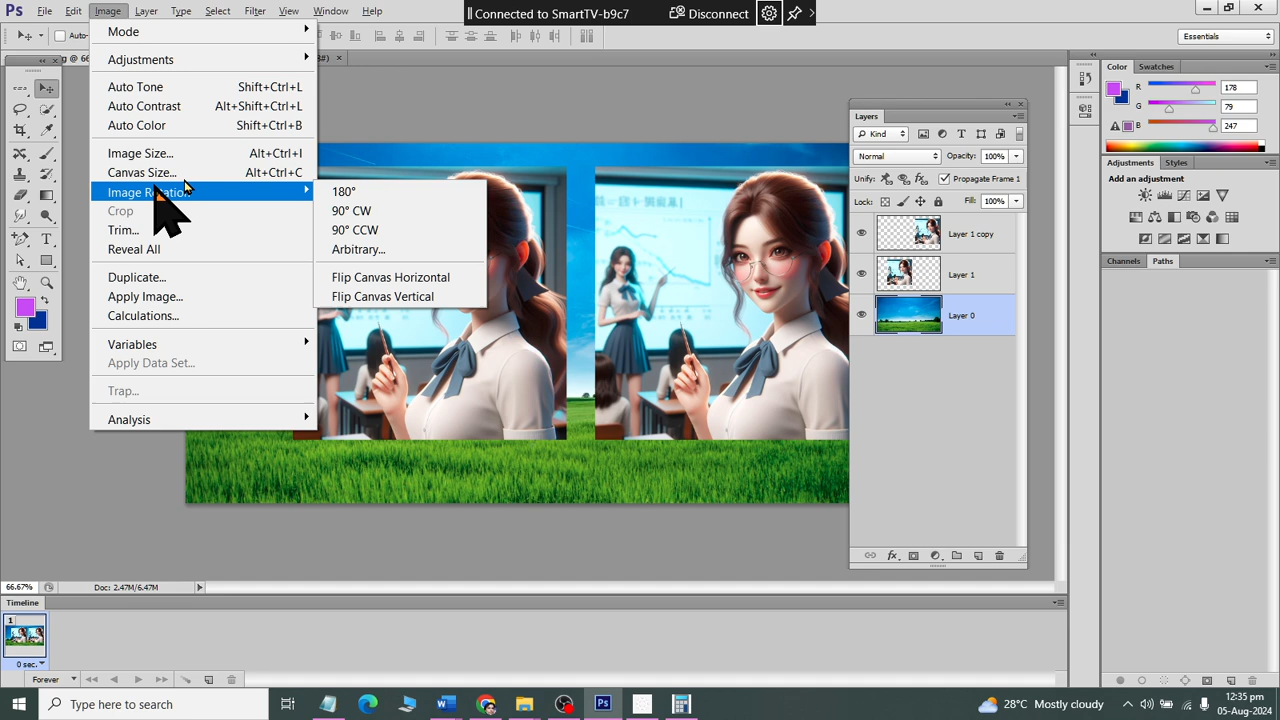 Ps File Edit Image Layer Type Select Filter View Window Help
Connected to SmartTV-b9c7 Disconnect
Auto-
Essentials
Mode
Adjustments
Auto Tone Shift+Ctrl+L
Auto Contrast Alt+Shift+Ctrl+L
Auto Color Shift+Ctrl+B
Image Size... Alt+Ctrl+I
Canvas Size... Alt+Ctrl+C
Image Rotation
Crop
Trim...
Reveal All
Duplicate...
Apply Image...
Calculations...
Variables
Apply Data Set...
Trap...
Analysis
180°
90° CW
90° CCW
Arbitrary...
Flip Canvas Horizontal
Flip Canvas Vertical
Layers
Kind
Normal Opacity: 100%
Unify: Propagate Frame 1
Lock: Fill: 100%
Layer 1 copy
Layer 1
Layer 0
Color Swatches
R 178
G 79
B 247
Adjustments Styles
Add an adjustment
Channels Paths
66.67% Doc: 2.47M/6.47M
Timeline
1
0 sec.
Forever
Type here to search
28°C Mostly cloudy
12:35 pm
05-Aug-2024